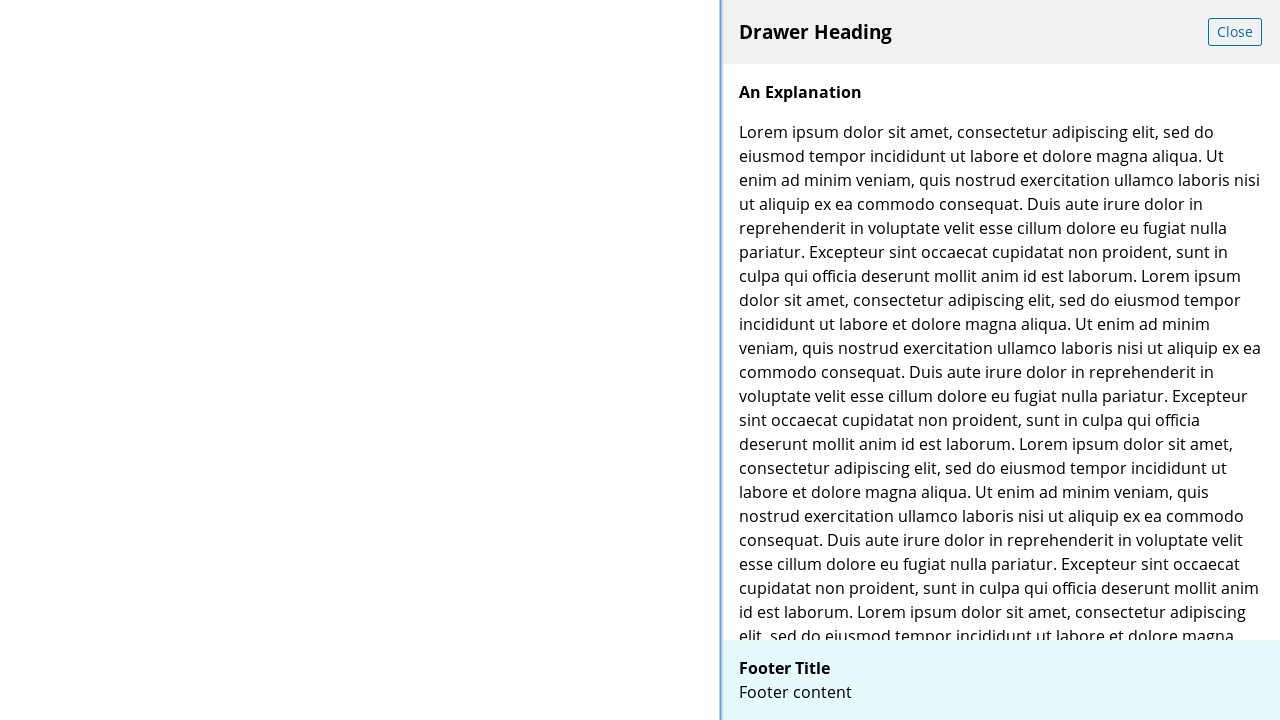 Drawer Heading
Close
An Explanation
Lorem ipsum dolor sit amet, consectetur adipiscing elit, sed do
eiusmod tempor incididunt ut labore et dolore magna aliqua. Ut
enim ad minim veniam, quis nostrud exercitation ullamco laboris nisi
ut aliquip ex ea commodo consequat. Duis aute irure dolor in
reprehenderit in voluptate velit esse cillum dolore eu fugiat nulla
pariatur. Excepteur sint occaecat cupidatat non proident, sunt in
culpa qui officia deserunt mollit anim id est laborum. Lorem ipsum
dolor sit amet, consectetur adipiscing elit, sed do eiusmod tempor
incididunt ut labore et dolore magna aliqua. Ut enim ad minim
veniam, quis nostrud exercitation ullamco laboris nisi ut aliquip ex ea
commodo consequat. Duis aute irure dolor in reprehenderit in
voluptate velit esse cillum dolore eu fugiat nulla pariatur. Excepteur
sint occaecat cupidatat non proident, sunt in culpa qui officia
deserunt mollit anim id est laborum. Lorem ipsum dolor sit amet,
consectetur adipiscing elit, sed do eiusmod tempor incididunt ut
labore et dolore magna aliqua. Ut enim ad minim veniam, quis
nostrud exercitation ullamco laboris nisi ut aliquip ex ea commodo
consequat. Duis aute irure dolor in reprehenderit in voluptate velit
esse cillum dolore eu fugiat nulla pariatur. Excepteur sint occaecat
cupidatat non proident, sunt in culpa qui officia deserunt mollit anim
id est laborum. Lorem ipsum dolor sit amet, consectetur adipiscing
elit, sed do eiusmod tempor incididunt ut labore et dolore magna
Footer Title
Footer content